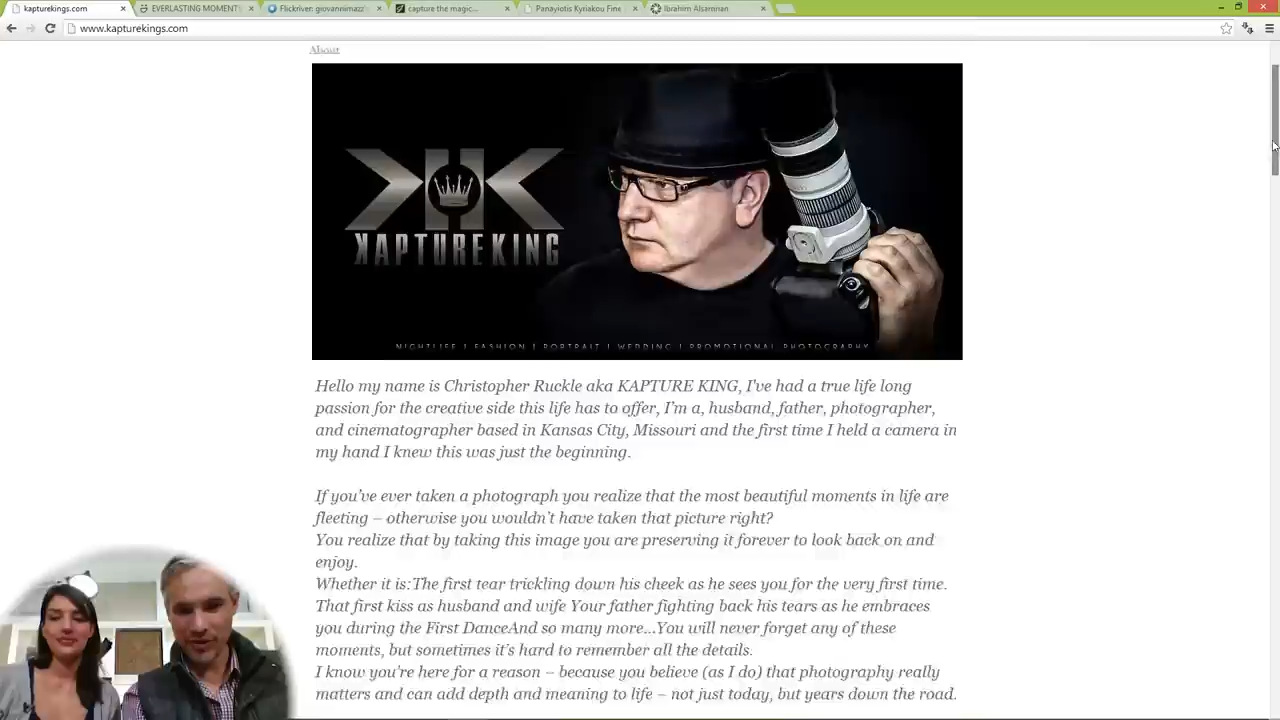 kapturekings.com
EVERLASTING MOMENTS
Flickriver: giovannimazz's
capture the magic...
Panayiotis Kyriakou Fine
Ibrahim Alsamman
www.kapturekings.com
About
KK
KAPTUREKING
NIGHTLIFE | FASHION | PORTRAIT | WEDDING | PROMOTIONAL PHOTOGRAPHY
Hello my name is Christopher Ruckle aka KAPTURE KING, I've had a true life long
passion for the creative side this life has to offer, I'm a, husband, father, photographer,
and cinematographer based in Kansas City, Missouri and the first time I held a camera in
my hand I knew this was just the beginning.
If you've ever taken a photograph you realize that the most beautiful moments in life are
fleeting – otherwise you wouldn't have taken that picture right?
You realize that by taking this image you are preserving it forever to look back on and
enjoy.
Whether it is:The first tear trickling down his cheek as he sees you for the very first time.
That first kiss as husband and wife Your father fighting back his tears as he embraces
you during the First DanceAnd so many more...You will never forget any of these
moments, but sometimes it's hard to remember all the details.
I know you're here for a reason – because you believe (as I do) that photography really
matters and can add depth and meaning to life – not just today, but years down the road.